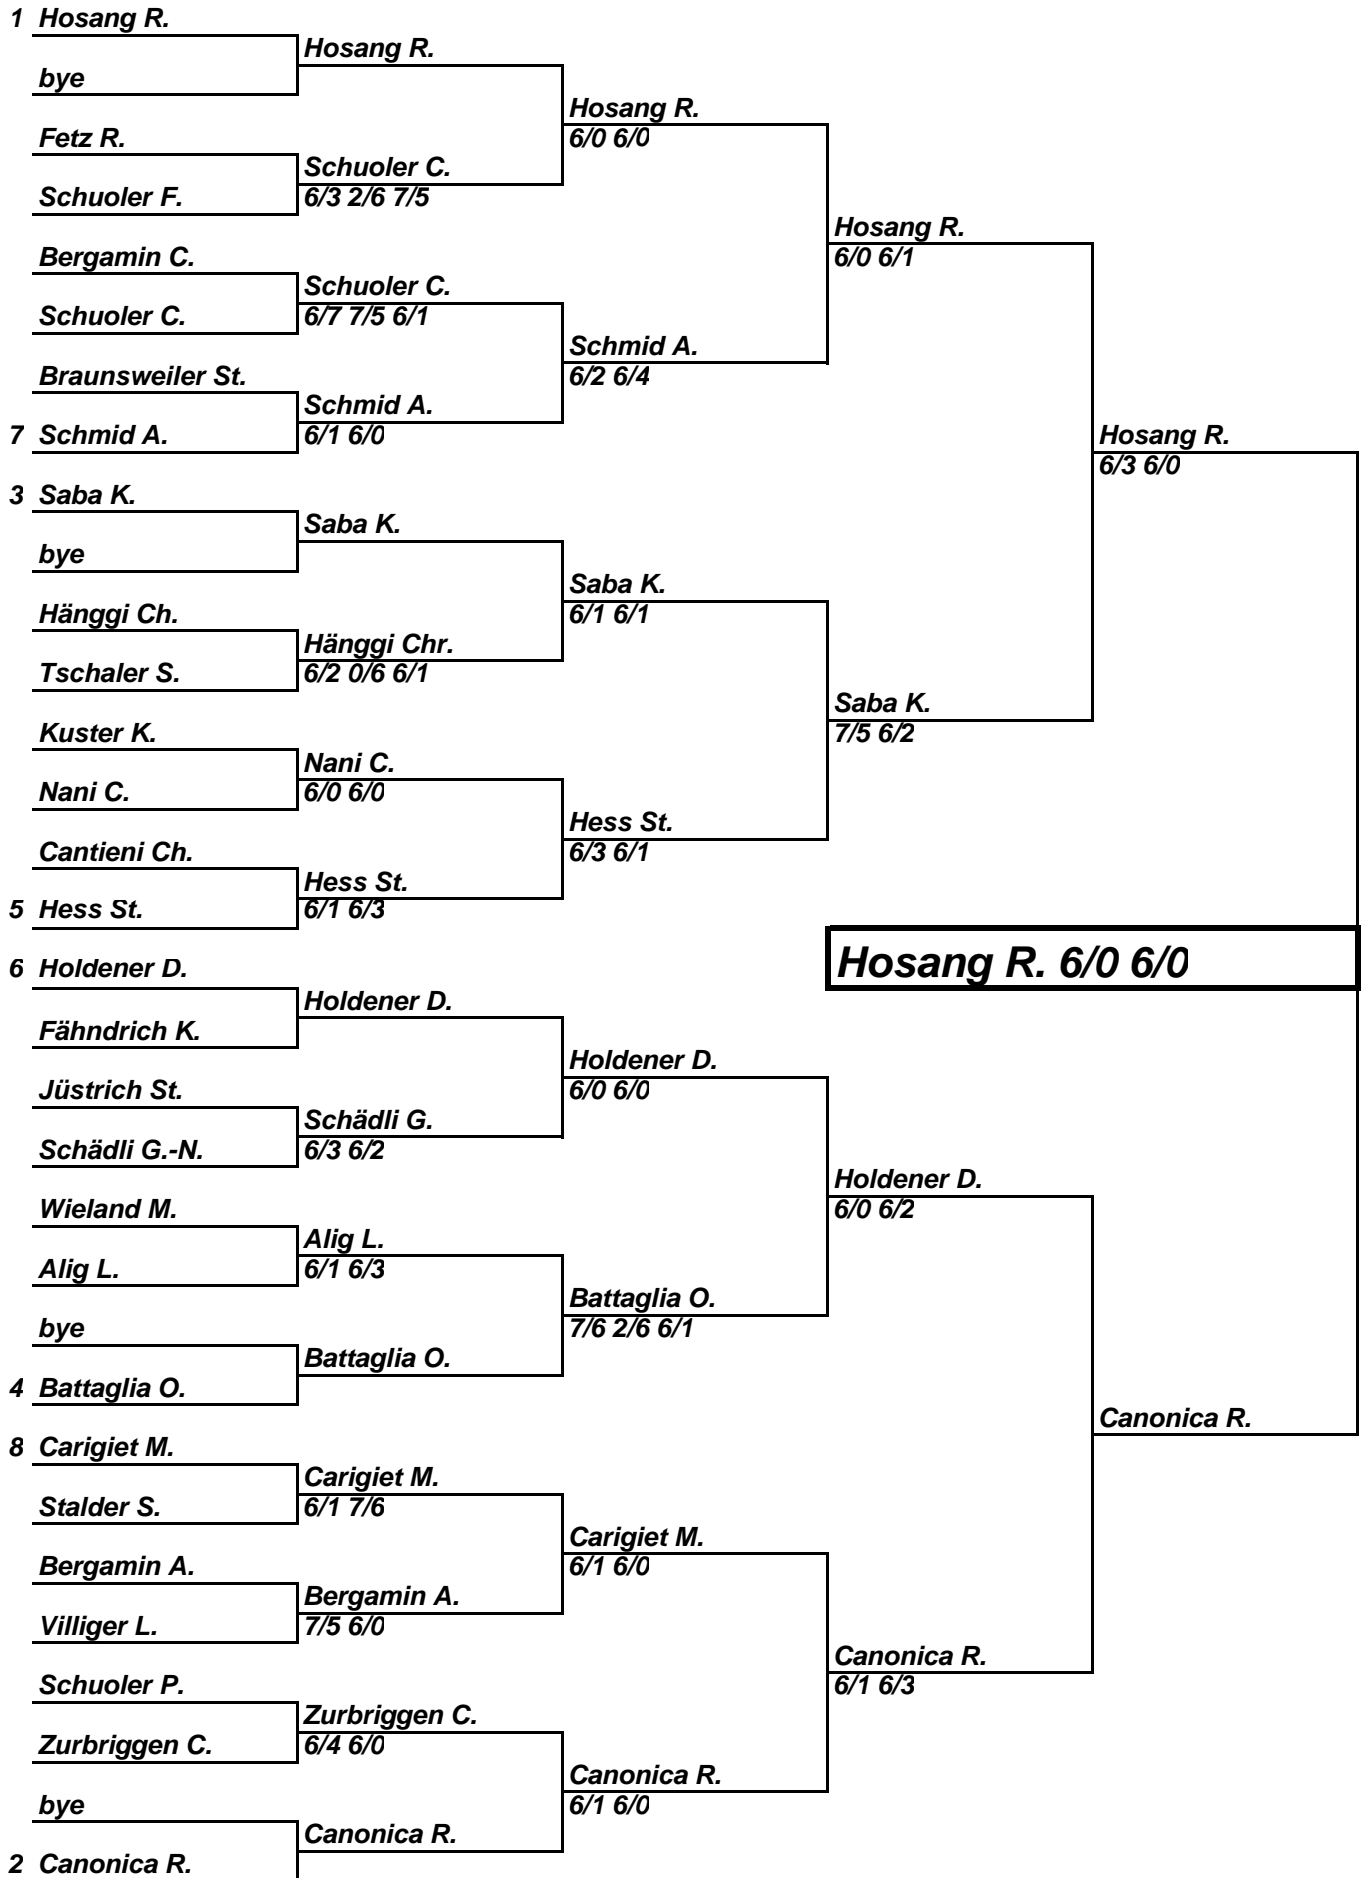 1 Hosang R.
Hosang R.
bye
Hosang R.
6/0 6/0
Fetz R.
Schuoler C.
6/3 2/6 7/5
Schuoler F.
Hosang R.
6/0 6/1
Bergamin C.
Schuoler C.
6/7 7/5 6/1
Schuoler C.
Schmid A.
6/2 6/4
Braunsweiler St.
Schmid A.
6/1 6/0
7 Schmid A.
Hosang R.
6/3 6/0
3 Saba K.
Saba K.
bye
Saba K.
6/1 6/1
Hänggi Ch.
Hänggi Chr.
6/2 0/6 6/1
Tschaler S.
Saba K.
7/5 6/2
Kuster K.
Nani C.
6/0 6/0
Nani C.
Hess St.
6/3 6/1
Cantieni Ch.
Hess St.
6/1 6/3
5 Hess St.
Hosang R. 6/0 6/0
6 Holdener D.
Holdener D.
Fähndrich K.
Holdener D.
6/0 6/0
Jüstrich St.
Schädli G.
6/3 6/2
Schädli G.-N.
Holdener D.
6/0 6/2
Wieland M.
Alig L.
6/1 6/3
Alig L.
Battaglia O.
7/6 2/6 6/1
bye
Battaglia O.
4 Battaglia O.
Canonica R.
8 Carigiet M.
Carigiet M.
6/1 7/6
Stalder S.
Carigiet M.
6/1 6/0
Bergamin A.
Bergamin A.
7/5 6/0
Villiger L.
Canonica R.
6/1 6/3
Schuoler P.
Zurbriggen C.
6/4 6/0
Zurbriggen C.
Canonica R.
6/1 6/0
bye
Canonica R.
2 Canonica R.